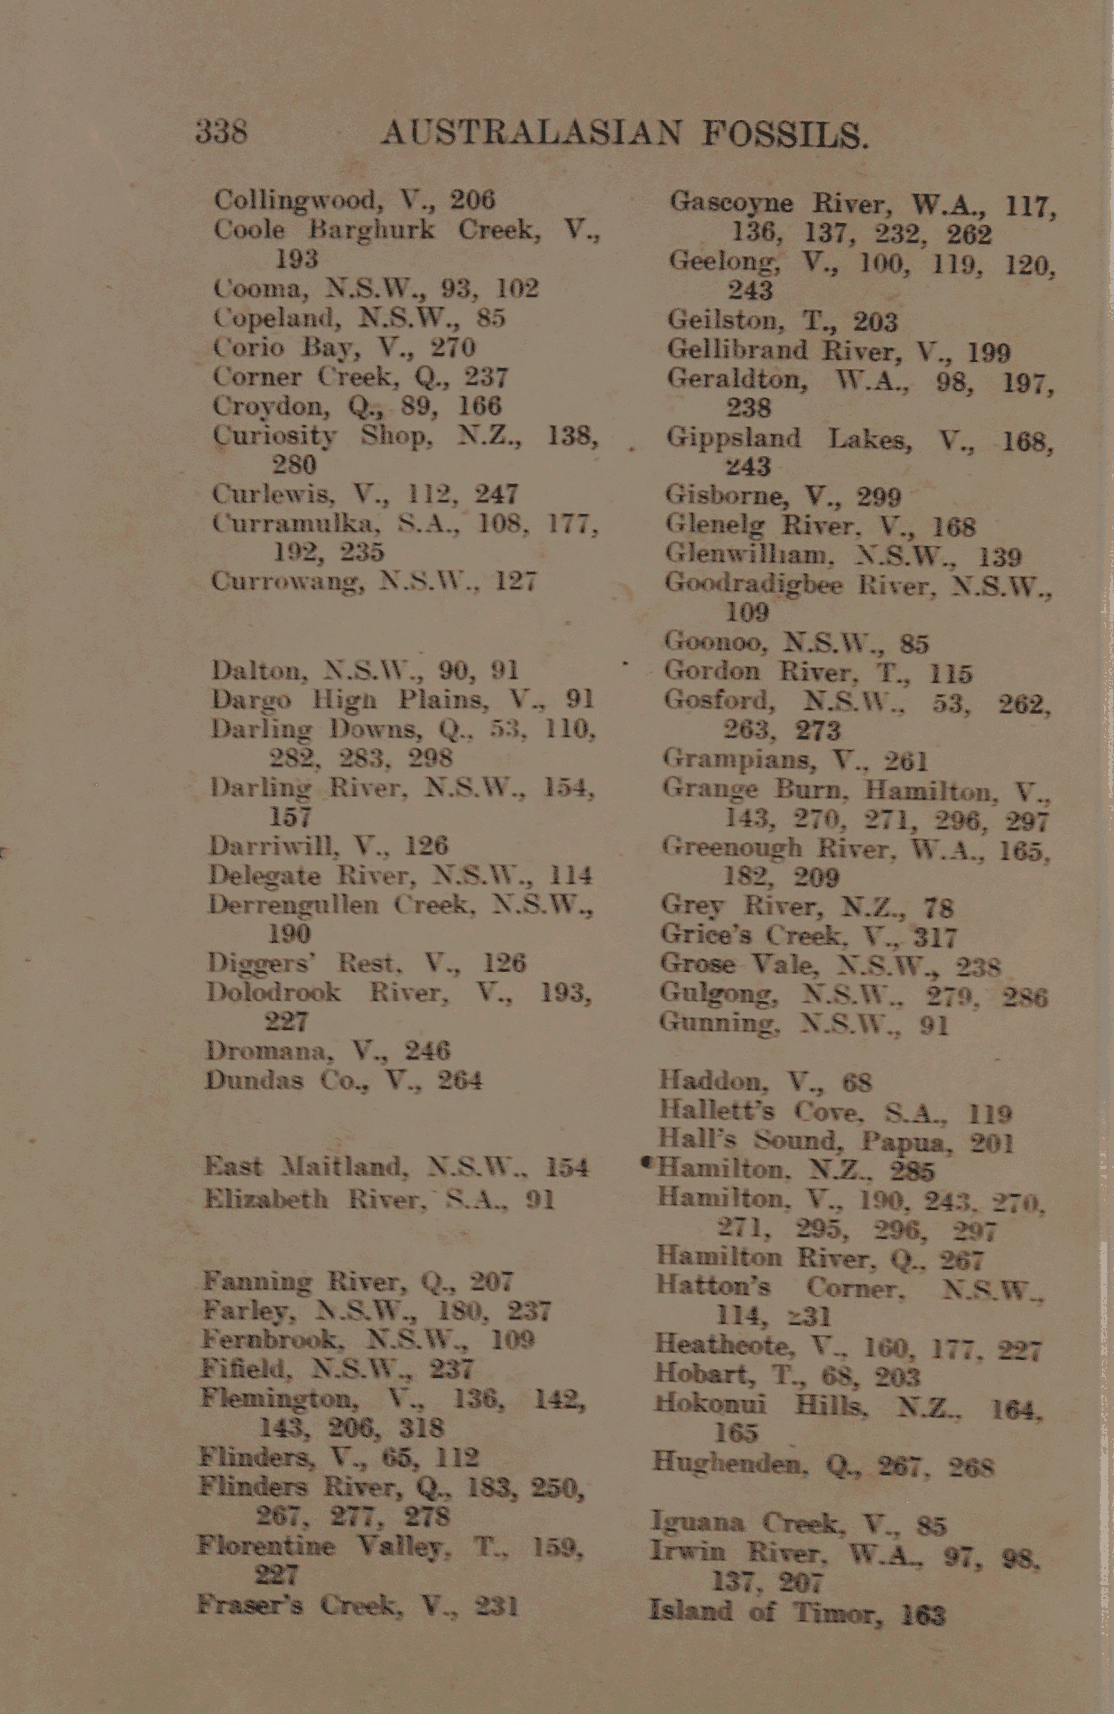 338 AUSTRALASIAN FOSSILS.
Collingwood, V., 206
Coole Barghurk Creek, V.,
193
Cooma, N.S.W., 93, 102
Copeland, N.S.W., 85
Corio Bay, V., 270
Corner Creek, Q., 237
Croydon, Q., 89, 166
Curiosity Shop, N.Z., 138,
280
Curlewis, V., 112, 247
Curramulka, S.A., 108, 177,
192, 235
Currowang, N.S.W., 127
Dalton, N.S.W., 90, 91
Dargo High Plains, V., 91
Darling Downs, Q., 53, 110,
282, 283, 298
Darling River, N.S.W., 154,
157
Darriwill, V., 126
Delegate River, N.S.W., 114
Derrengullen Creek, N.S.W.,
190
Diggers' Rest, V., 126
Dolodrook River, V., 193,
227
Dromana, V., 246
Dundas Co., V., 264
East Maitland, N.S.W., 154
Elizabeth River, S.A., 91
Fanning River, Q., 207
Farley, N.S.W., 180, 237
Fernbrook, N.S.W., 109
Fifield, N.S.W., 237
Flemington, V., 136, 142,
143, 206, 318
Flinders, V., 65, 112
Flinders River, Q., 183, 250,
267, 277, 278
Florentine Valley, T., 159,
227
Fraser's Creek, V., 231
Gascoyne River, W.A., 117,
136, 137, 232, 262
Geelong, V., 100, 119, 120,
243
Geilston, T., 203
Gellibrand River, V., 199
Geraldton, W.A., 98, 197,
238
Gippsland Lakes, V., 168,
243
Gisborne, V., 299
Glenelg River, V., 168
Glenwilliam, N.S.W., 139
Goodradigbee River, N.S.W.,
109
Goonoo, N.S.W., 85
Gordon River, T., 115
Gosford, N.S.W., 53, 262,
263, 273
Grampians, V., 261
Grange Burn, Hamilton, V.,
143, 270, 271, 296, 297
Greenough River, W.A., 165,
182, 209
Grey River, N.Z., 78
Grice's Creek, V., 317
Grose Vale, N.S.W., 238
Gulgong, N.S.W., 279, 286
Gunning, N.S.W., 91
Haddon, V., 68
Hallett's Cove, S.A., 119
Hall's Sound, Papua, 201
Hamilton, N.Z., 285
Hamilton, V., 190, 243, 270,
271, 295, 296, 297
Hamilton River, Q., 267
Hatton's Corner, N.S.W.,
114, 231
Heathcote, V., 160, 177, 227
Hobart, T., 68, 203
Hokonui Hills, N.Z., 164,
165
Hughenden, Q., 267, 268
Iguana Creek, V., 85
Irwin River, W.A., 97, 98,
137, 207
Island of Timor, 163